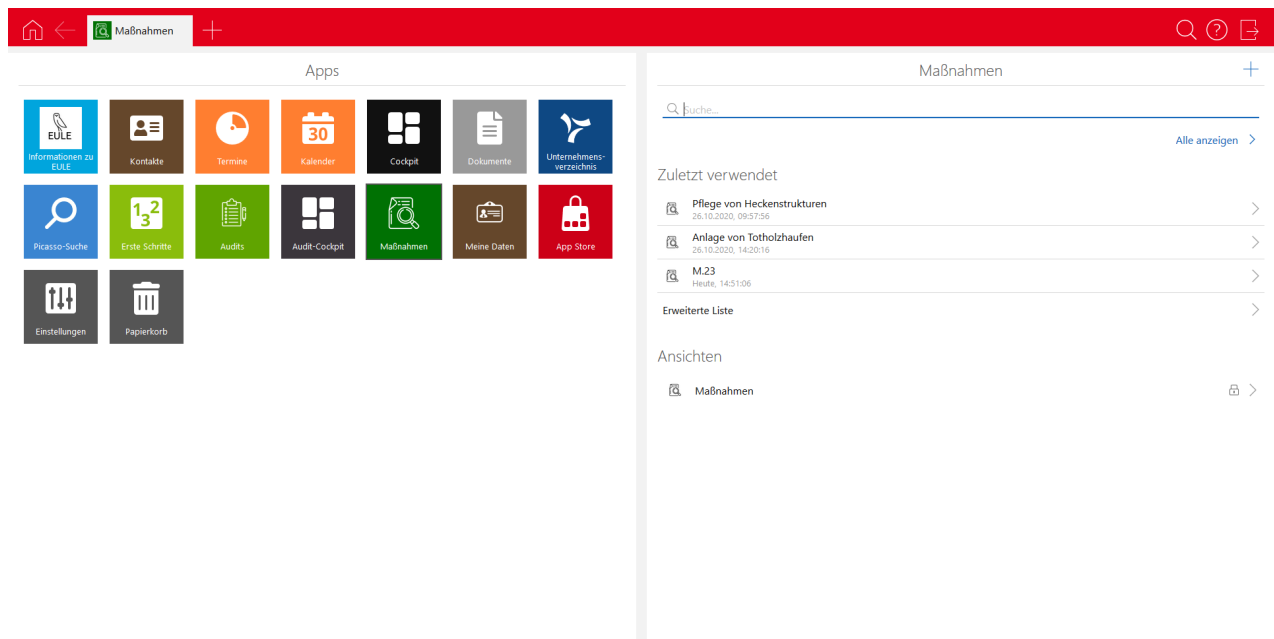 Maßnahmen
Apps
EULE
Informationen zu
EULE
Kontakte
Termine
30
Kalender
Cockpit
Dokumente
Unternehmens-
verzeichnis
Picasso-Suche
1 2 3
Erste Schritte
Audits
Audit-Cockpit
Maßnahmen
Meine Daten
App Store
Einstellungen
Papierkorb
Maßnahmen
Suche...
Alle anzeigen
Zuletzt verwendet
Pflege von Heckenstrukturen
26.10.2020, 09:57:56
Anlage von Totholzhaufen
26.10.2020, 14:20:16
M.23
Heute, 14:51:06
Erweiterte Liste
Ansichten
Maßnahmen